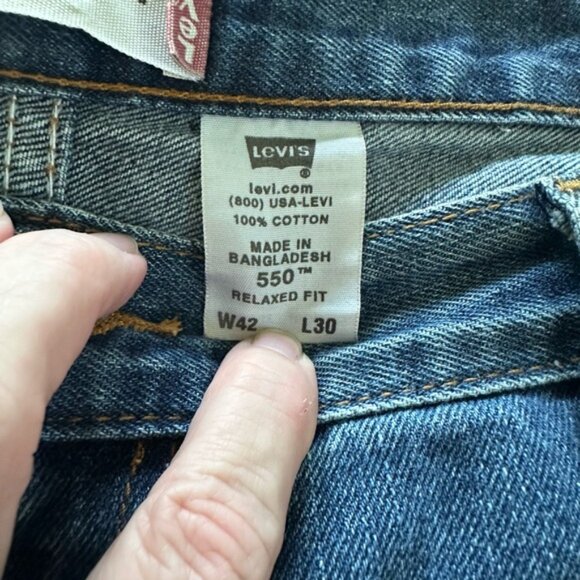 LEVI'S
®
levi.com
(800) USA-LEVI
100% COTTON
MADE IN
BANGLADESH
550™
RELAXED FIT
W42 L30